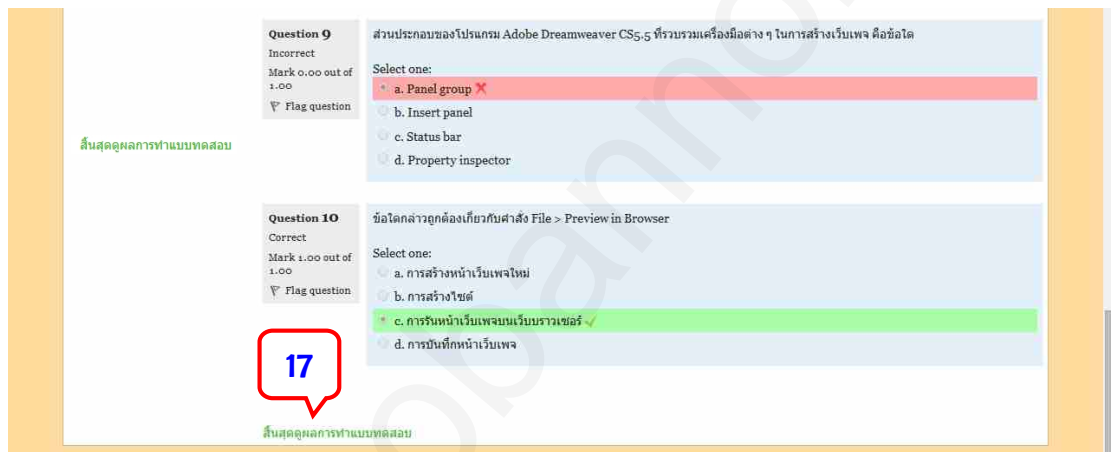 Question 9
Incorrect
Mark 0.00 out of
1.00
Flag question
ส่วนประกอบของโปรแกรม Adobe Dreamweaver CS5.5 ที่รวบรวมเครื่องมือต่าง ๆ ในการสร้างเว็บเพจ คือข้อใด
Select one:
a. Panel group
b. Insert panel
c. Status bar
d. Property inspector
สิ้นสุดดูผลการทำแบบทดสอบ
Question 10
Correct
Mark 1.00 out of
1.00
Flag question
ข้อใดกล่าวถูกต้องเกี่ยวกับคำสั่ง File > Preview in Browser
Select one:
a. การสร้างหน้าเว็บเพจใหม่
b. การสร้างไซต์
c. การรันหน้าเว็บเพจบนเว็บบราวเซอร์
d. การบันทึกหน้าเว็บเพจ
17
สิ้นสุดดูผลการทำแบบทดสอบ